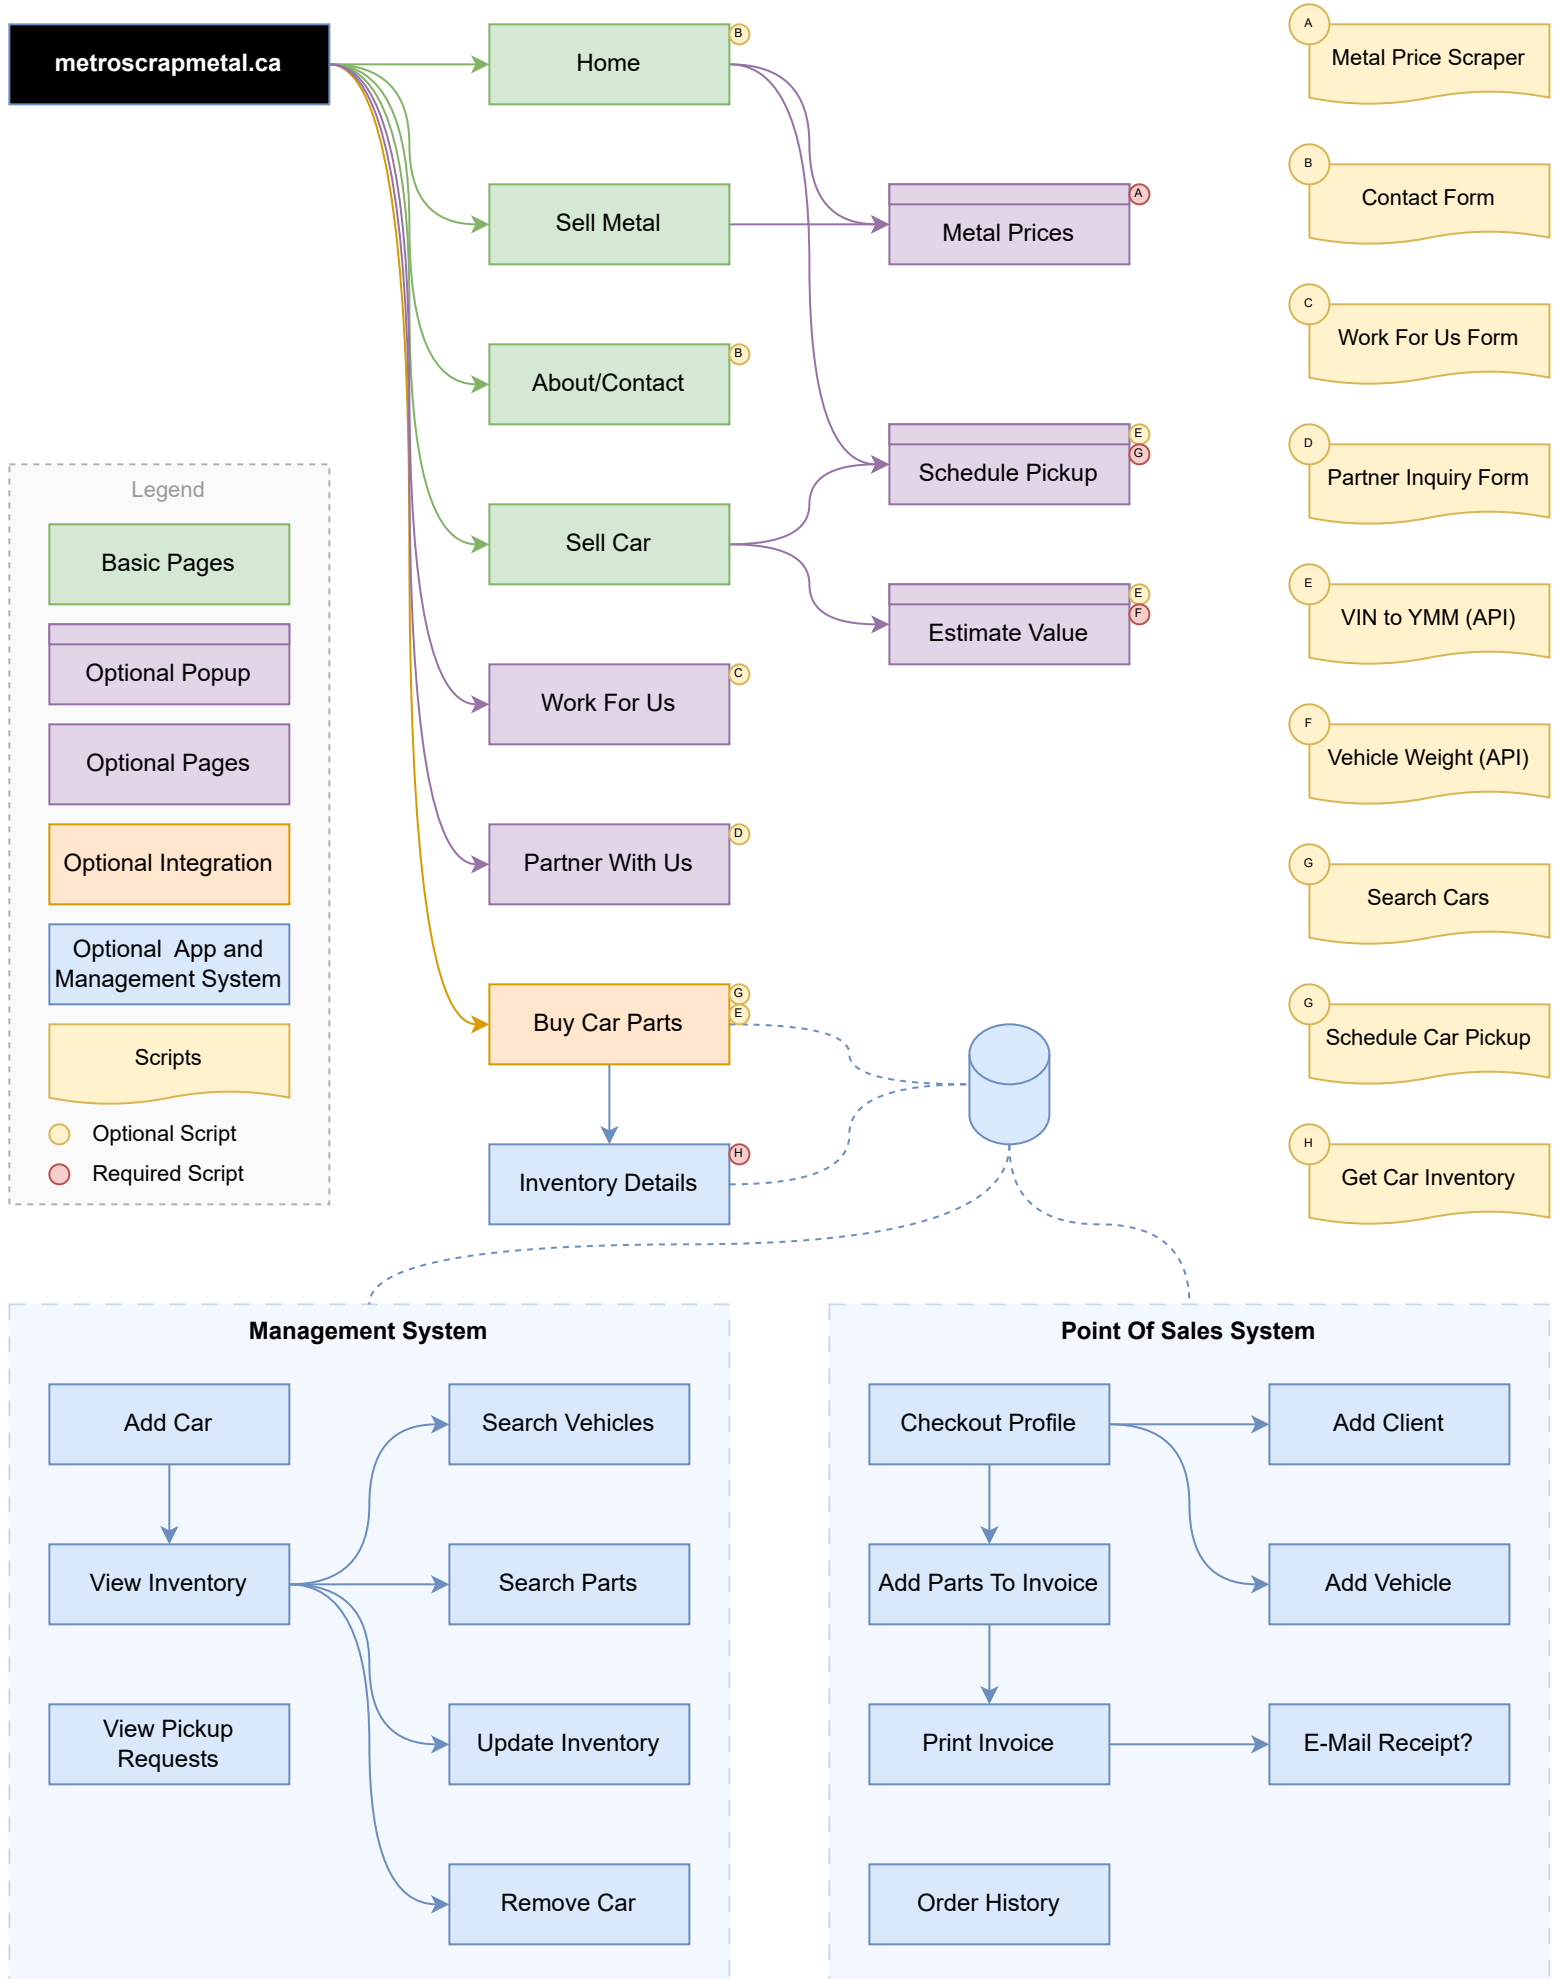 metroscrapmetal.ca
Home
B
Sell Metal
About/Contact
B
Sell Car
Work For Us
C
Partner With Us
D
Buy Car Parts
G
E
Inventory Details
H
Metal Prices
A
Schedule Pickup
E
G
Estimate Value
E
F
A
Metal Price Scraper
B
Contact Form
C
Work For Us Form
D
Partner Inquiry Form
E
VIN to YMM (API)
F
Vehicle Weight (API)
G
Search Cars
G
Schedule Car Pickup
H
Get Car Inventory
Legend
Basic Pages
Optional Popup
Optional Pages
Optional Integration
Optional  App and
Management System
Scripts
Optional Script
Required Script
Management System
Add Car
Search Vehicles
View Inventory
Search Parts
View Pickup
Requests
Update Inventory
Remove Car
Point Of Sales System
Checkout Profile
Add Client
Add Parts To Invoice
Add Vehicle
Print Invoice
E-Mail Receipt?
Order History